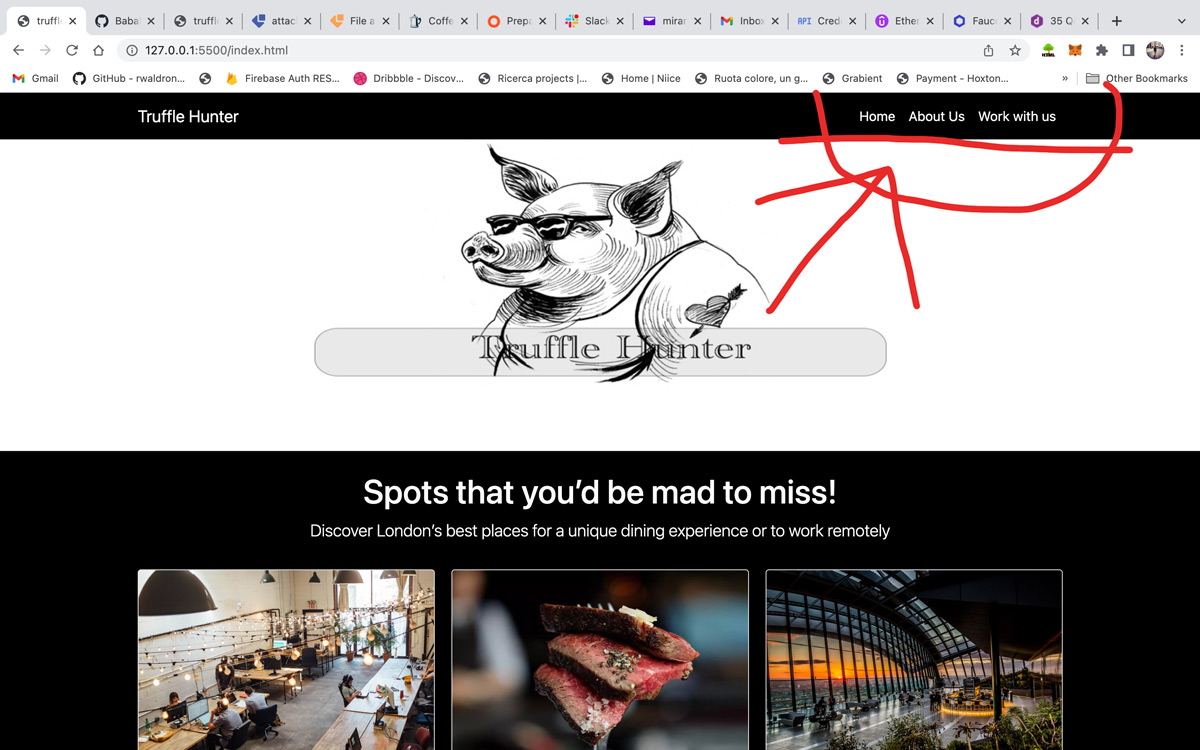 truffl Baba truffl attac File a Coffe Prepa Slack miran Inbox API Crede Ether Fauc 35 Q
127.0.0.1:5500/index.html
Gmail GitHub - rwaldron... Firebase Auth RES... Dribbble - Discov... Ricerca projects |... Home | Niice Ruota colore, un g... Grabient Payment - Hoxton... » Other Bookmarks
Truffle Hunter Home About Us Work with us
Truffle Hunter
Spots that you’d be mad to miss!
Discover London’s best places for a unique dining experience or to work remotely